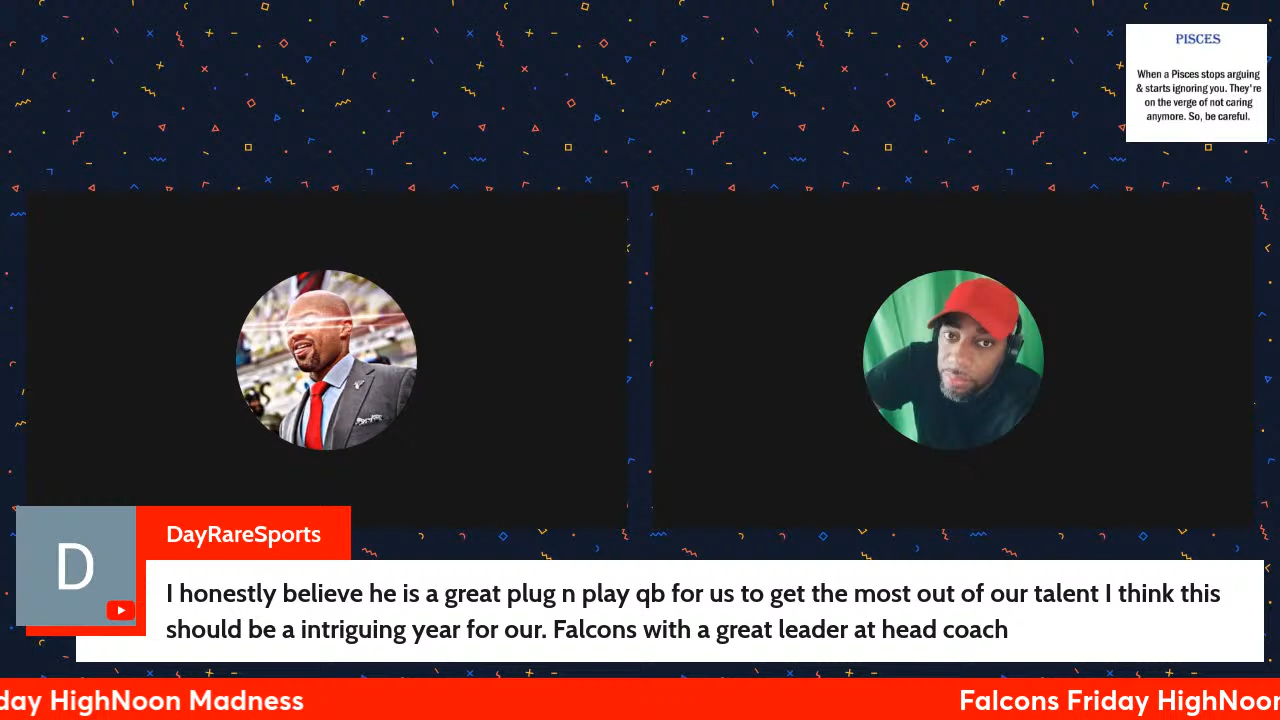 PISCES
When a Pisces stops arguing
& starts ignoring you. They're
on the verge of not caring
anymore. So, be careful.
D
DayRareSports
I honestly believe he is a great plug n play qb for us to get the most out of our talent I think this
should be a intriguing year for our. Falcons with a great leader at head coach
day HighNoon Madness
Falcons Friday HighNoon